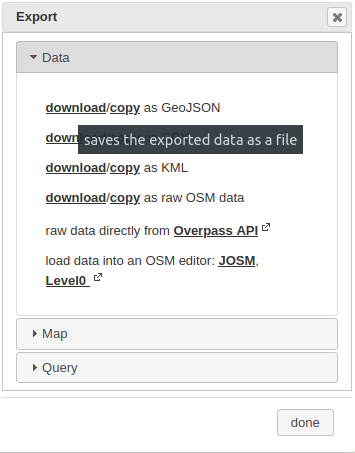 Export
Data
download/copy as GeoJSON
saves the exported data as a file
download/copy as KML
download/copy as raw OSM data
raw data directly from Overpass API
load data into an OSM editor: JOSM,
Level0
Map
Query
done